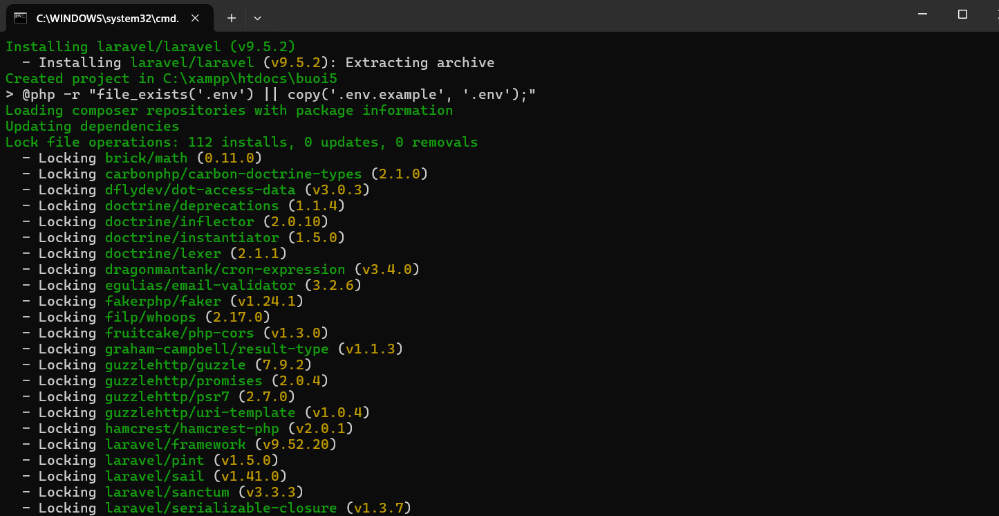 C:\WINDOWS\system32\cmd.
Installing laravel/laravel (v9.5.2)
  - Installing laravel/laravel (v9.5.2): Extracting archive
Created project in C:\xampp\htdocs\buoi5
> @php -r "file_exists('.env') || copy('.env.example', '.env');"
Loading composer repositories with package information
Updating dependencies
Lock file operations: 112 installs, 0 updates, 0 removals
  - Locking brick/math (0.11.0)
  - Locking carbonphp/carbon-doctrine-types (2.1.0)
  - Locking dflydev/dot-access-data (v3.0.3)
  - Locking doctrine/deprecations (1.1.4)
  - Locking doctrine/inflector (2.0.10)
  - Locking doctrine/instantiator (1.5.0)
  - Locking doctrine/lexer (2.1.1)
  - Locking dragonmantank/cron-expression (v3.4.0)
  - Locking egulias/email-validator (3.2.6)
  - Locking fakerphp/faker (v1.24.1)
  - Locking filp/whoops (2.17.0)
  - Locking fruitcake/php-cors (v1.3.0)
  - Locking graham-campbell/result-type (v1.1.3)
  - Locking guzzlehttp/guzzle (7.9.2)
  - Locking guzzlehttp/promises (2.0.4)
  - Locking guzzlehttp/psr7 (2.7.0)
  - Locking guzzlehttp/uri-template (v1.0.4)
  - Locking hamcrest/hamcrest-php (v2.0.1)
  - Locking laravel/framework (v9.52.20)
  - Locking laravel/pint (v1.5.0)
  - Locking laravel/sail (v1.41.0)
  - Locking laravel/sanctum (v3.3.3)
  - Locking laravel/serializable-closure (v1.3.7)